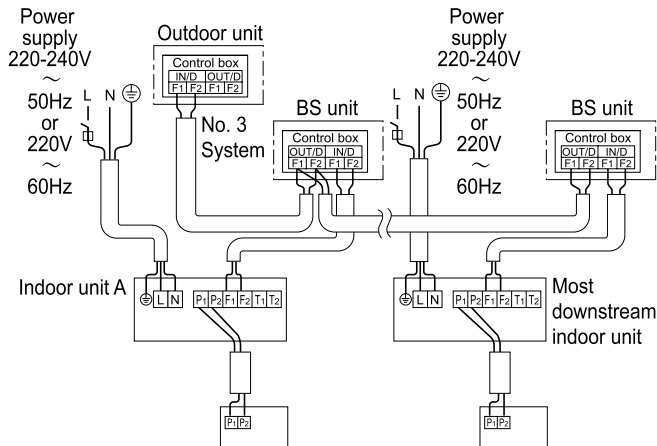 Power
supply
220-240V
~
50Hz
or
220V
~
60Hz
L N
Outdoor unit
Control box
IN/D OUT/D
F1 F2 F1 F2
No. 3
System
BS unit
Control box
OUT/D IN/D
F1 F2 F1 F2
Power
supply
220-240V
~
50Hz
or
220V
~
60Hz
L N
BS unit
Control box
OUT/D IN/D
F1 F2 F1 F2
Indoor unit A
L N
P1 P2 F1 F2 T1 T2
P1 P2
L N
P1 P2 F1 F2 T1 T2
Most
downstream
indoor unit
P1 P2